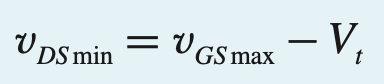 v_{DS min} = v_{GS max} − V_t